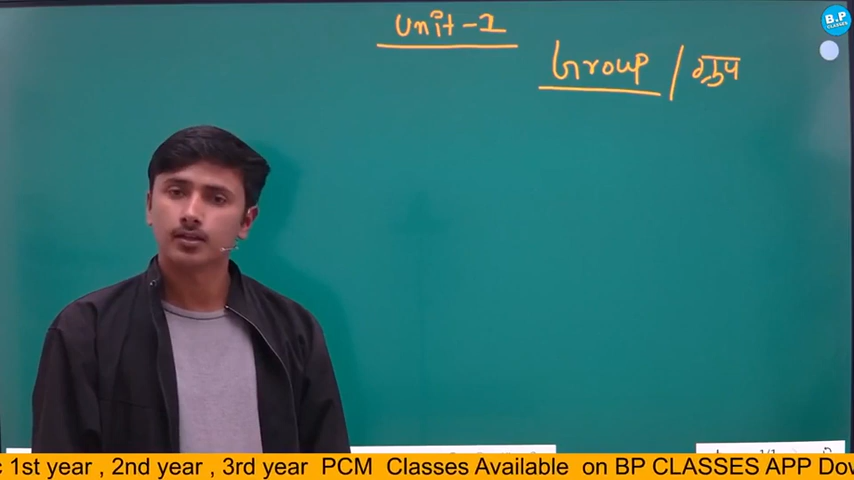 Unit-1
Group / ग्रुप
B.P
CLASSES
1st year , 2nd year , 3rd year PCM Classes Available on BP CLASSES APP